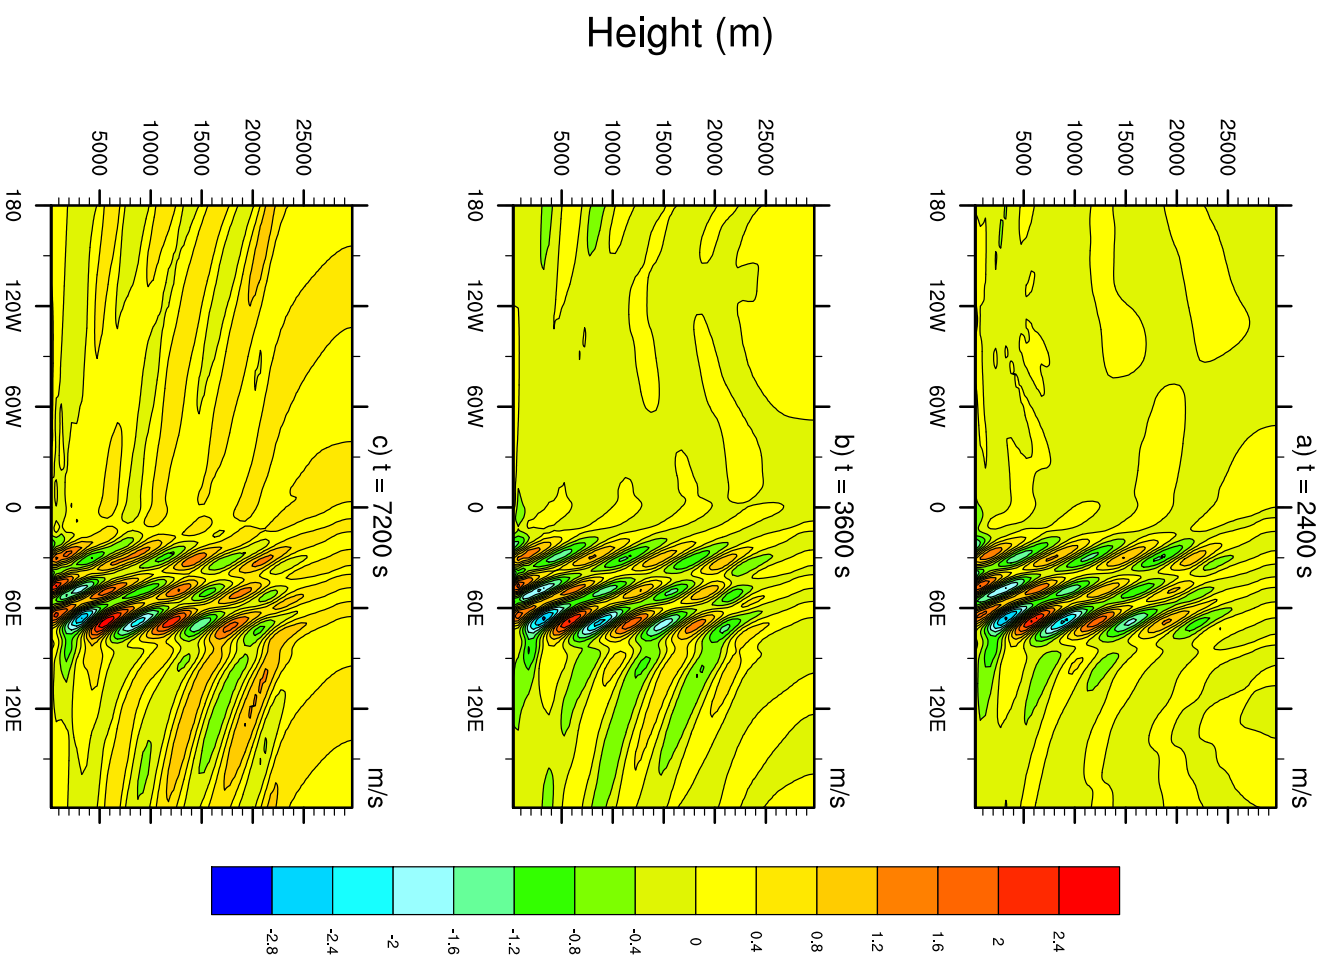 Height (m)
a) t = 2400 s
m/s
5000
10000
15000
20000
25000
180
120W
60W
0
60E
120E
b) t = 3600 s
m/s
5000
10000
15000
20000
25000
180
120W
60W
0
60E
120E
c) t = 7200 s
m/s
5000
10000
15000
20000
25000
180
120W
60W
0
60E
120E
-2.8
-2.4
-2
-1.6
-1.2
-0.8
-0.4
0
0.4
0.8
1.2
1.6
2
2.4